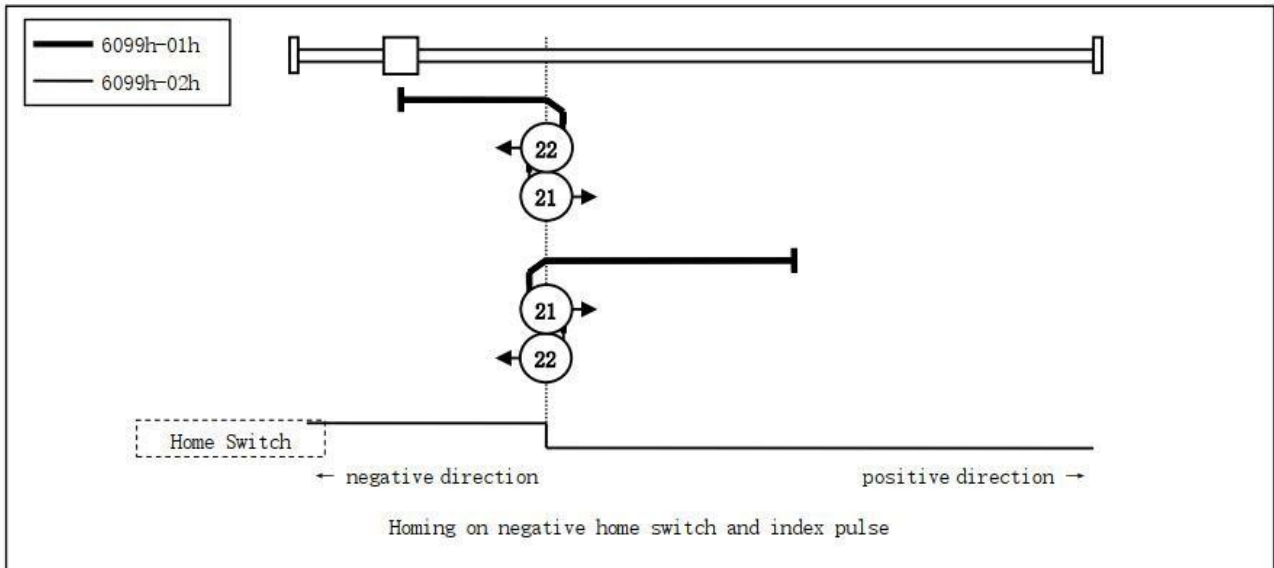 6099h-01h
6099h-02h
22
21
21
22
Home Switch
← negative direction
positive direction →
Homing on negative home switch and index pulse